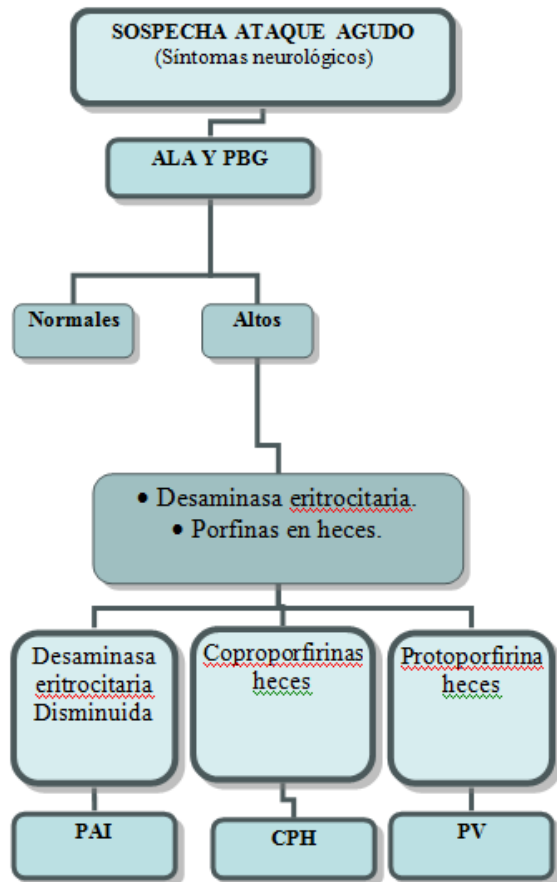 SOSPECHA ATAQUE AGUDO
(Síntomas neurológicos)
ALA Y PBG
Normales
Altos
• Desaminasa eritrocitaria.
• Porfinas en heces.
Desaminasa
eritrocitaria
Disminuida
Coproporfirinas
heces
Protoporfirina
heces
PAI
CPH
PV